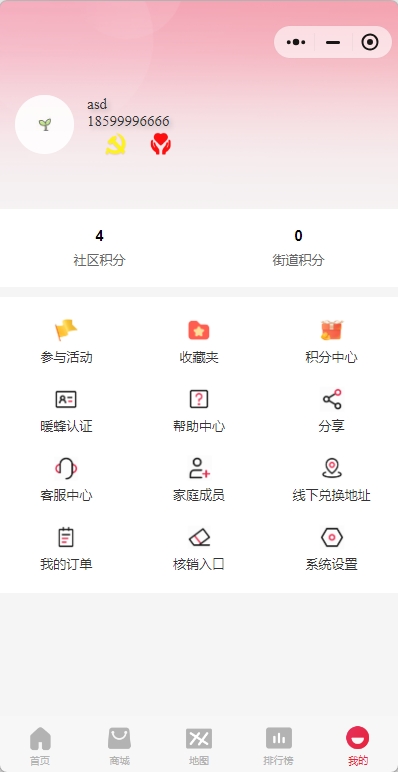 asd
18599996666
4
0
社区积分
街道积分
参与活动
收藏夹
积分中心
暖蜂认证
帮助中心
分享
客服中心
家庭成员
线下兑换地址
我的订单
核销入口
系统设置
首页
商城
地图
排行榜
我的